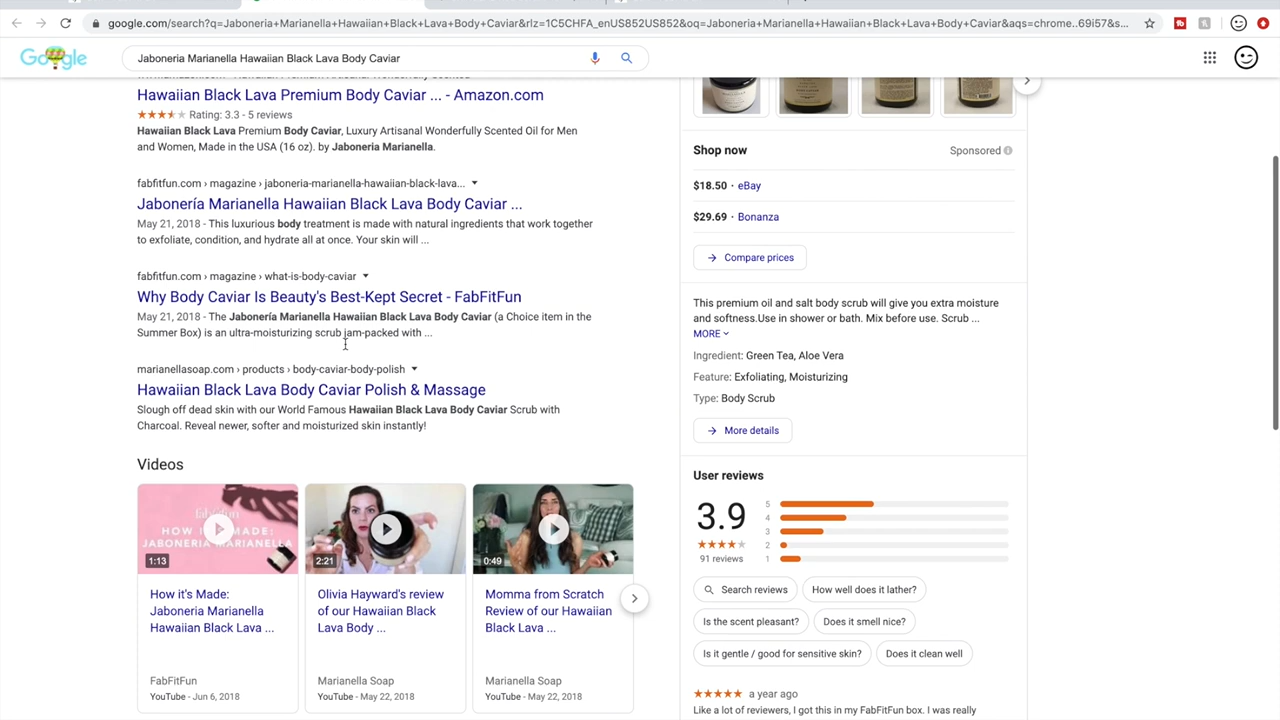 google.com/search?q=Jaboneria+Marianella+Hawaiian+Black+Lava+Body+Caviar&rlz=1C5CHFA_enUS852US852&oq=Jaboneria+Marianella+Hawaiian+Black+Lava+Body+Caviar&aqs=chrome..69i57&s...
Google
Jaboneria Marianella Hawaiian Black Lava Body Caviar
Hawaiian Black Lava Premium Body Caviar ... - Amazon.com
Rating: 3.3 - 5 reviews
Hawaiian Black Lava Premium Body Caviar, Luxury Artisanal Wonderfully Scented Oil for Men
and Women, Made in the USA (16 oz). by Jaboneria Marianella.
fabfitfun.com › magazine › jaboneria-marianella-hawaiian-black-lava...
Jabonería Marianella Hawaiian Black Lava Body Caviar ...
May 21, 2018 - This luxurious body treatment is made with natural ingredients that work together
to exfoliate, condition, and hydrate all at once. Your skin will ...
fabfitfun.com › magazine › what-is-body-caviar
Why Body Caviar Is Beauty's Best-Kept Secret - FabFitFun
May 21, 2018 - The Jabonería Marianella Hawaiian Black Lava Body Caviar (a Choice item in the
Summer Box) is an ultra-moisturizing scrub jam-packed with ...
marianellasoap.com › products › body-caviar-body-polish
Hawaiian Black Lava Body Caviar Polish & Massage
Slough off dead skin with our World Famous Hawaiian Black Lava Body Caviar Scrub with
Charcoal. Reveal newer, softer and moisturized skin instantly!
Videos
fabfitfun
HOW IT'S MADE:
JABONERIA MARIANELLA
1:13
2:21
0:49
How it's Made:
Jaboneria Marianella
Hawaiian Black Lava ...
FabFitFun
YouTube - Jun 6, 2018
Olivia Hayward's review
of our Hawaiian Black
Lava Body ...
Marianella Soap
YouTube - May 22, 2018
Momma from Scratch
Review of our Hawaiian
Black Lava ...
Marianella Soap
YouTube - May 22, 2018
Shop now
Sponsored
$18.50 · eBay
$29.69 · Bonanza
Compare prices
This premium oil and salt body scrub will give you extra moisture
and softness.Use in shower or bath. Mix before use. Scrub ...
MORE
Ingredient: Green Tea, Aloe Vera
Feature: Exfoliating, Moisturizing
Type: Body Scrub
More details
User reviews
3.9
91 reviews
5
4
3
2
1
Search reviews
How well does it lather?
Is the scent pleasant?
Does it smell nice?
Is it gentle / good for sensitive skin?
Does it clean well
a year ago
Like a lot of reviewers, I got this in my FabFitFun box. I was really